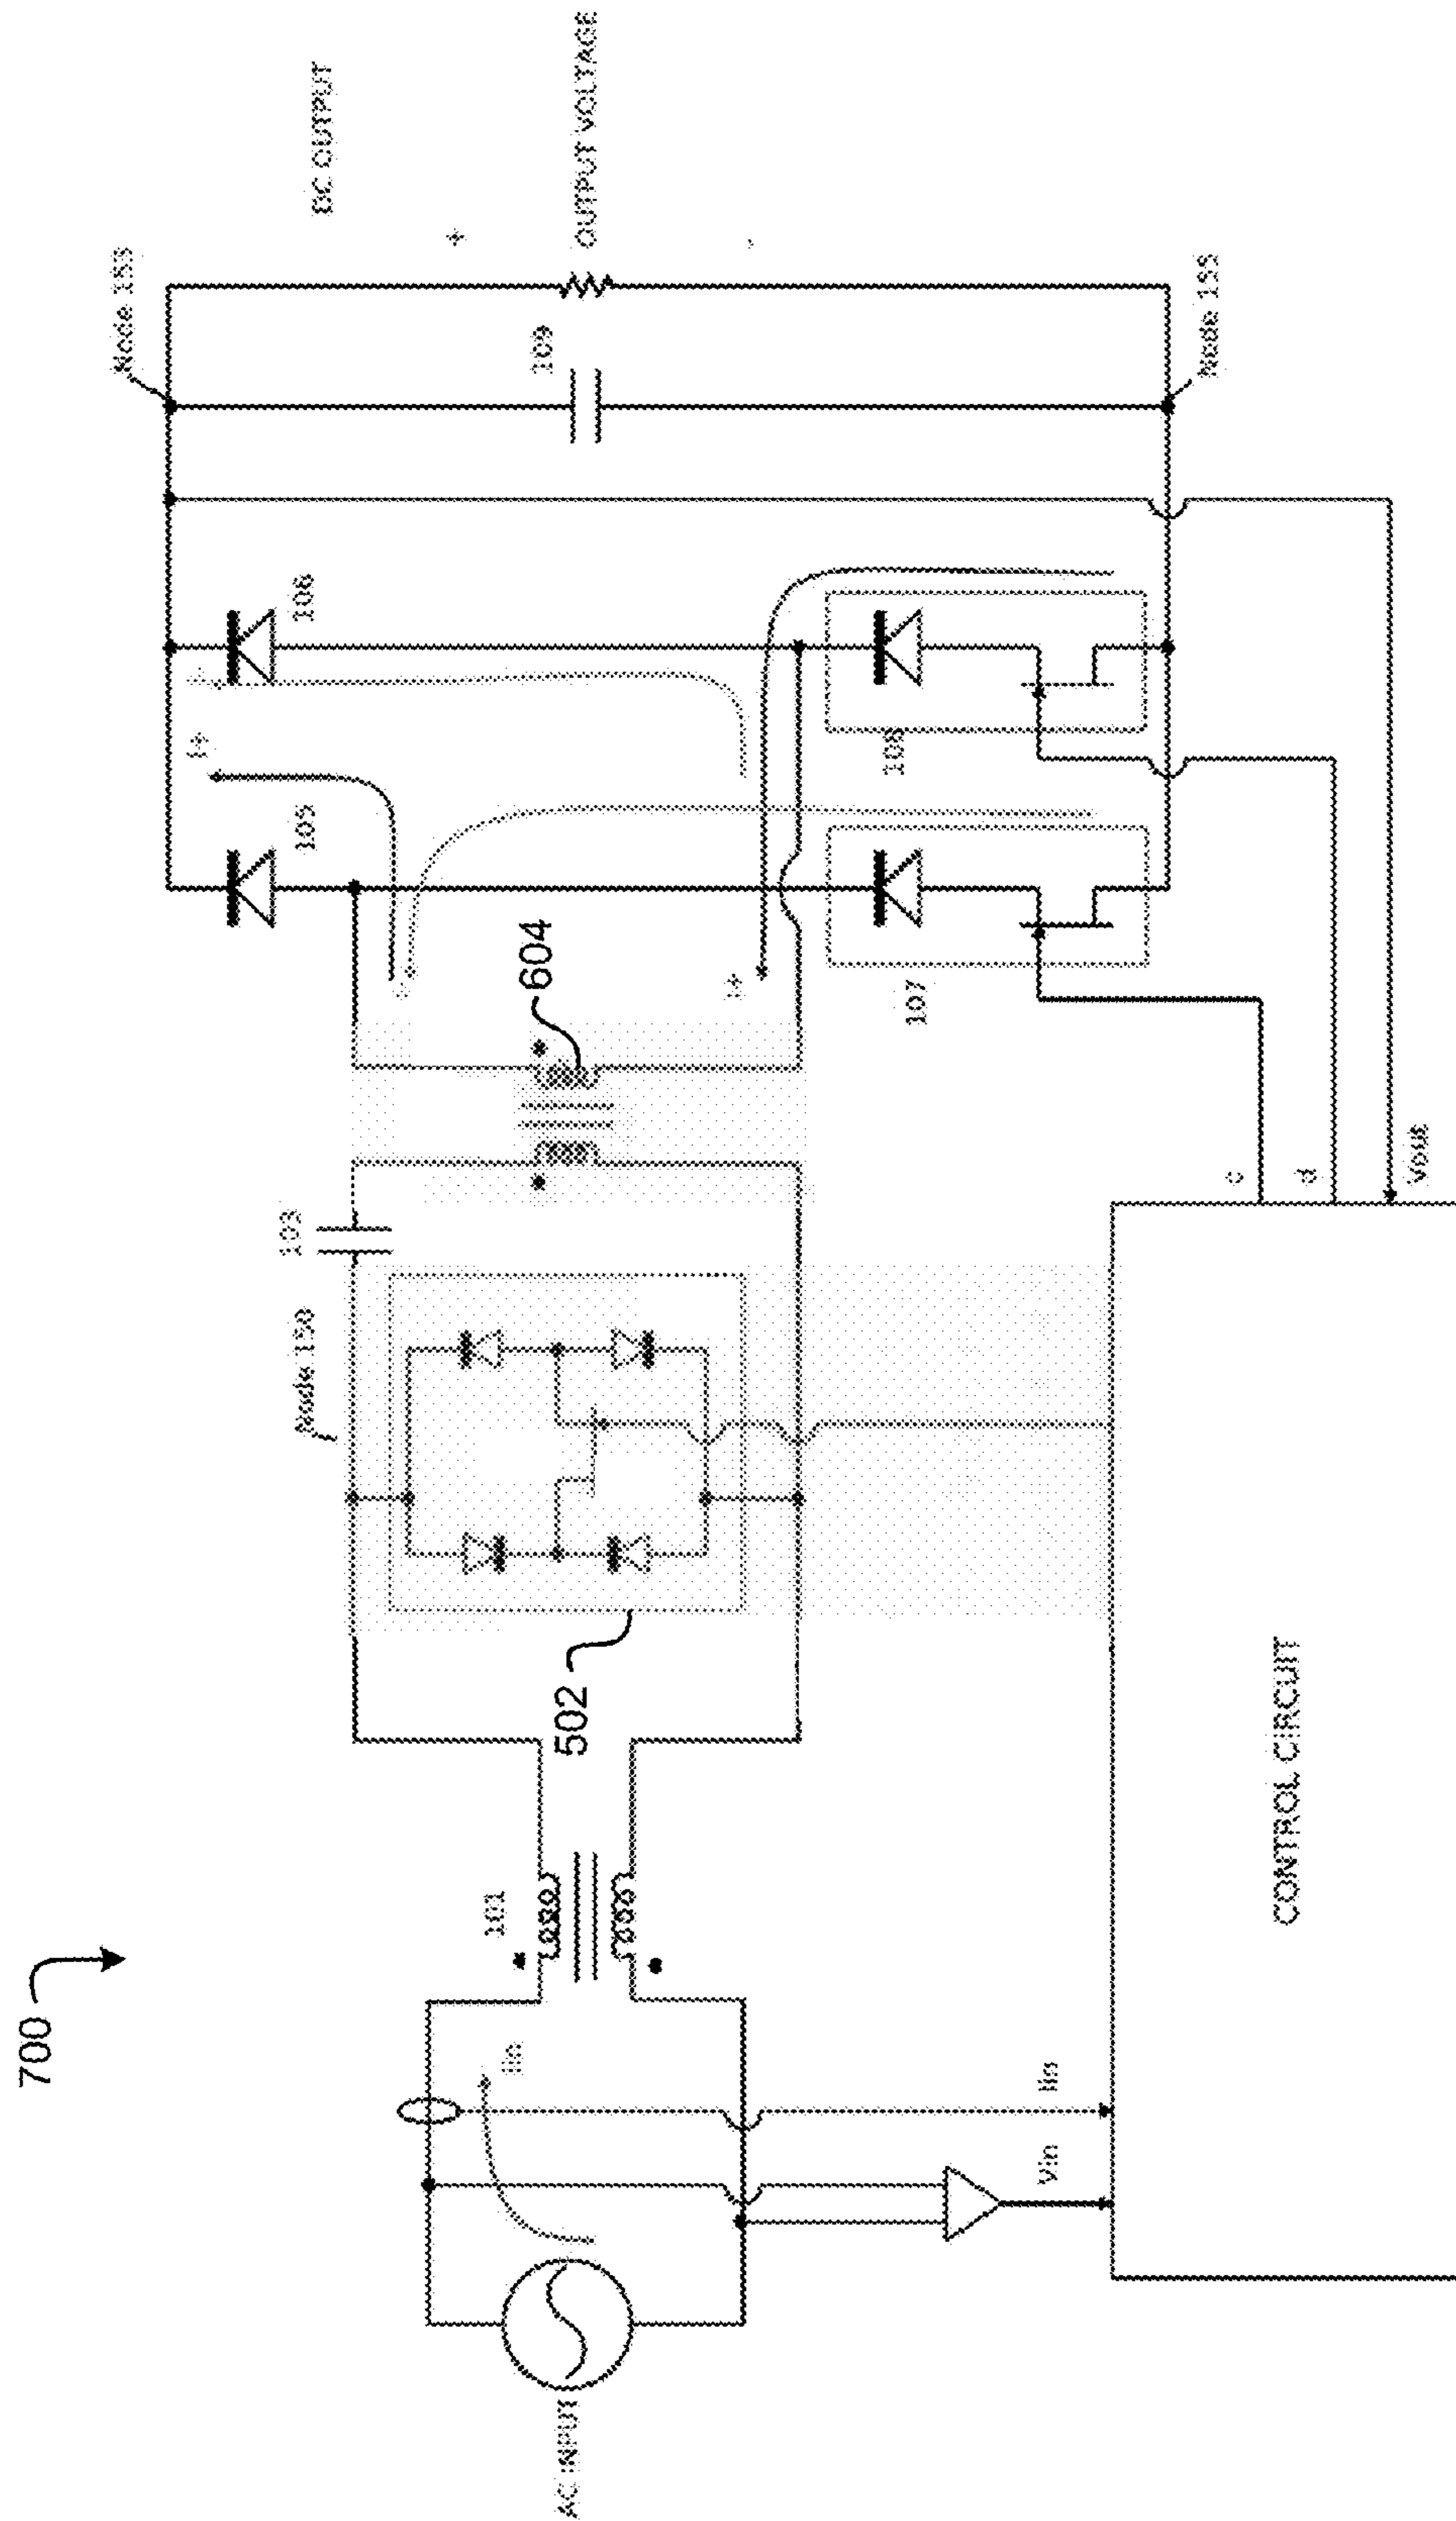 700
AC INPUT
Iin
101
502
Node 150
103
604
105
106
I+
I-
I-
I+
107
108
109
Node 153
Node 155
DC OUTPUT
+
OUTPUT VOLTAGE
-
Vin
Iin
c
d
Vout
CONTROL CIRCUIT